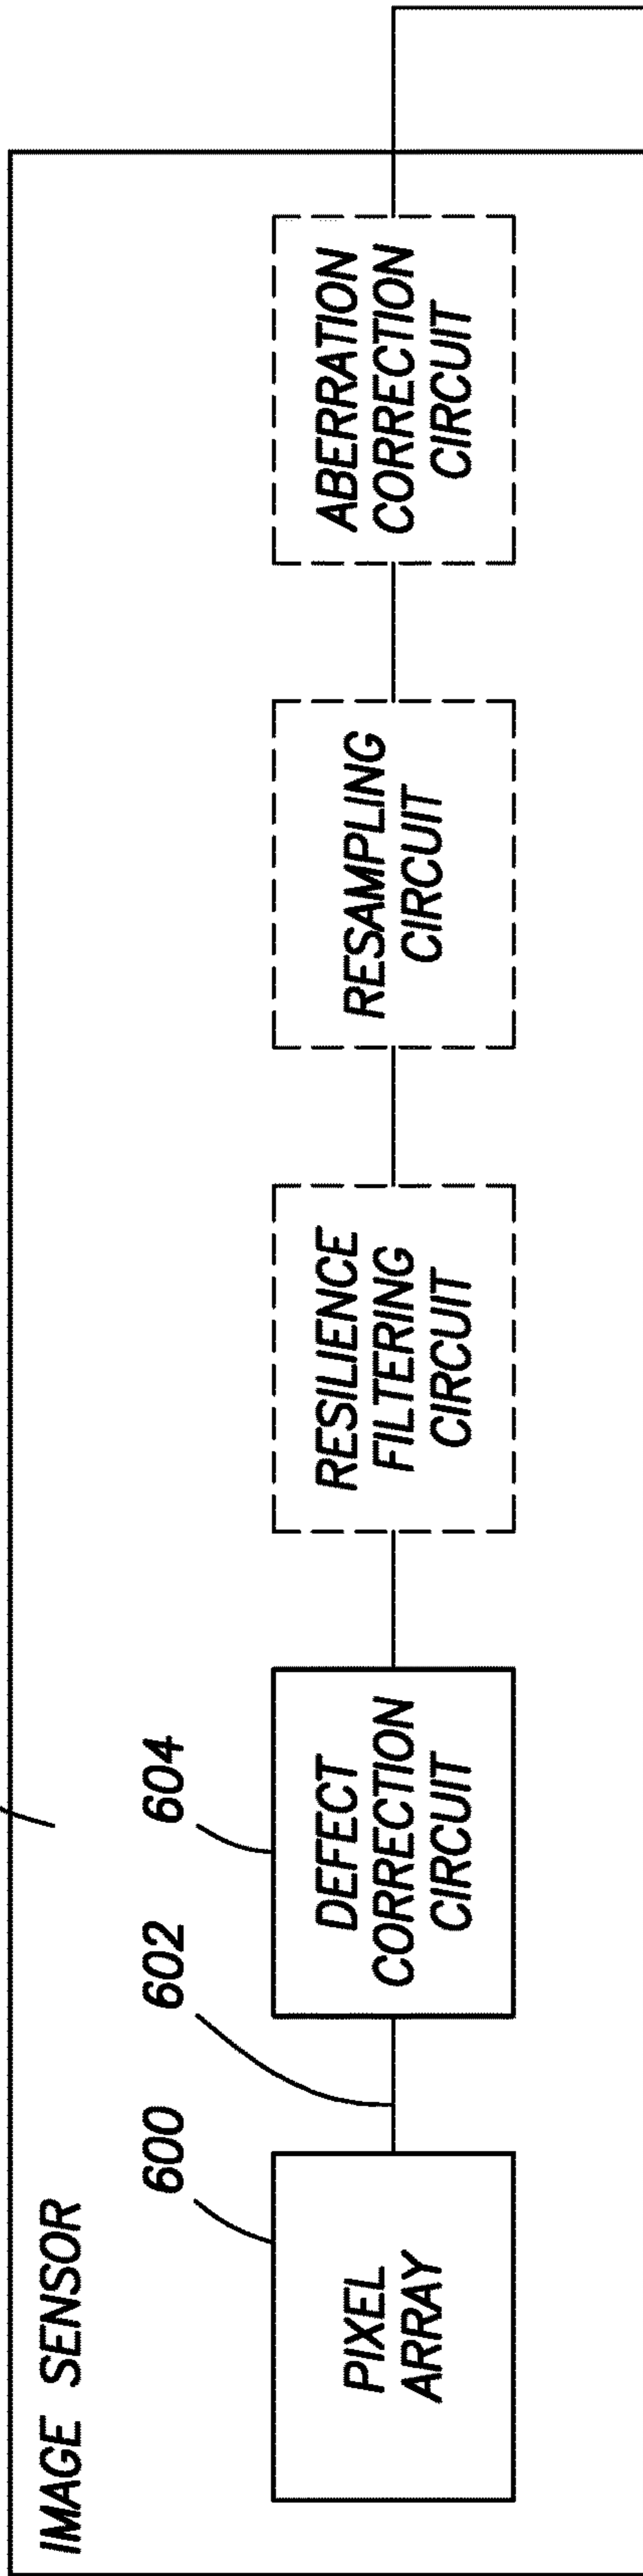 IMAGE SENSOR
600
602
604
PIXEL
ARRAY
DEFECT
CORRECTION
CIRCUIT
RESILIENCE
FILTERING
CIRCUIT
RESAMPLING
CIRCUIT
ABERRATION
CORRECTION
CIRCUIT